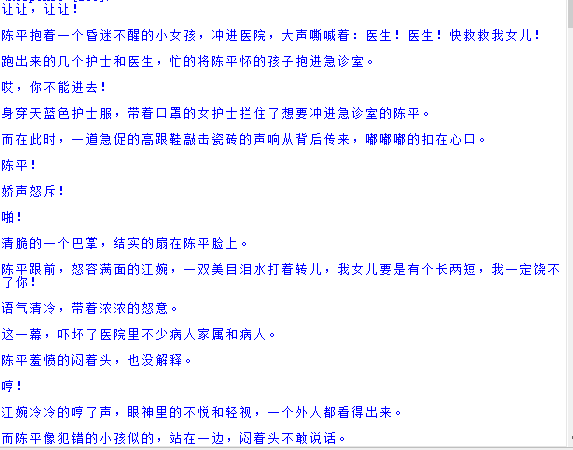 让让，让让！
陈平抱着一个昏迷不醒的小女孩，冲进医院，大声嘶喊着：医生！医生！快救救我女儿！
跑出来的几个护士和医生，忙的将陈平怀的孩子抱进急诊室。
哎，你不能进去！
身穿天蓝色护士服，带着口罩的女护士拦住了想要冲进急诊室的陈平。
而在此时，一道急促的高跟鞋敲击瓷砖的声响从背后传来，嘟嘟嘟的扣在心口。
陈平！
娇声怒斥！
啪！
清脆的一个巴掌，结实的扇在陈平脸上。
陈平跟前，怒容满面的江婉，一双美目泪水打着转儿，我女儿要是有个长两短，我一定饶不
了你！
语气清冷，带着浓浓的怒意。
这一幕，吓坏了医院里不少病人家属和病人。
陈平羞愤的闷着头，也没解释。
哼！
江婉冷冷的哼了声，眼神里的不悦和轻视，一个外人都看得出来。
而陈平像犯错的小孩似的，站在一边，闷着头不敢说话。